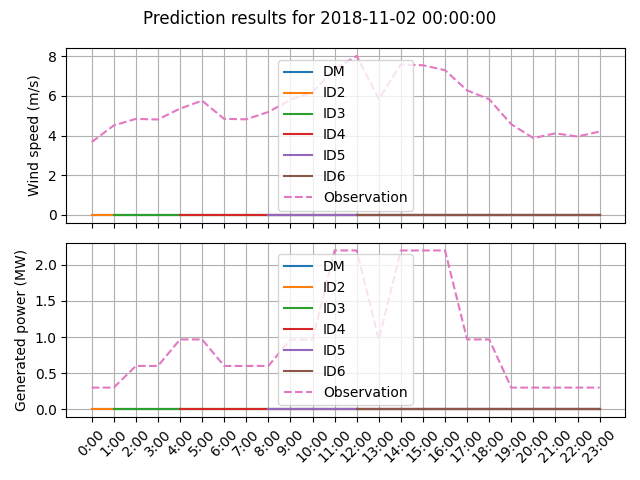 Prediction results for 2018-11-02 00:00:00
Wind speed (m/s)
8
6
4
2
0
DM
ID2
ID3
ID4
ID5
ID6
Observation
Generated power (MW)
2.0
1.5
1.0
0.5
0.0
DM
ID2
ID3
ID4
ID5
ID6
Observation
0:00 1:00 2:00 3:00 4:00 5:00 6:00 7:00 8:00 9:00 10:00 11:00 12:00 13:00 14:00 15:00 16:00 17:00 18:00 19:00 20:00 21:00 22:00 23:00